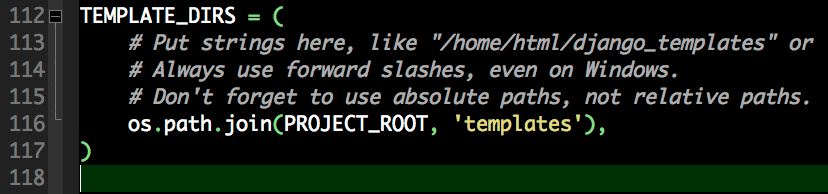 112 TEMPLATE_DIRS = (
113     # Put strings here, like "/home/html/django_templates" or
114     # Always use forward slashes, even on Windows.
115     # Don't forget to use absolute paths, not relative paths.
116     os.path.join(PROJECT_ROOT, 'templates'),
117 )
118